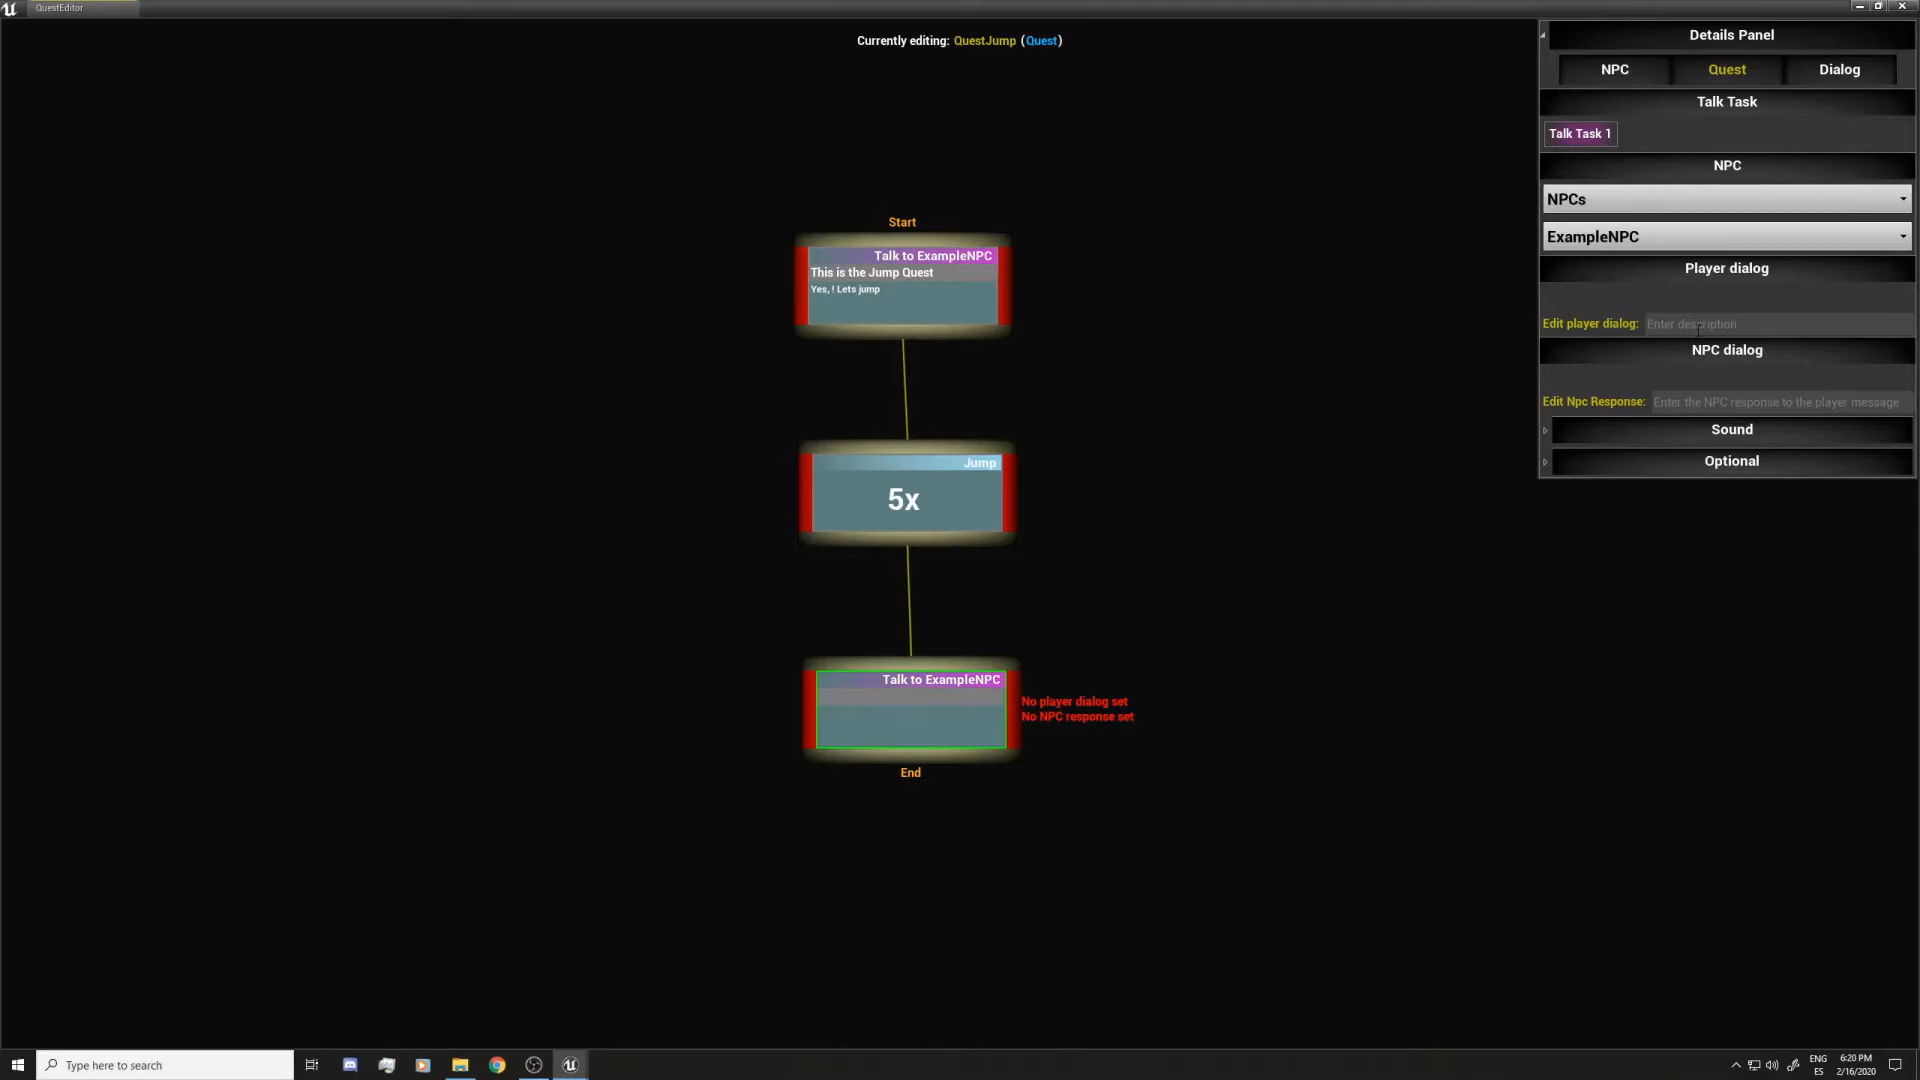 QuestEditor
Currently editing: QuestJump (Quest)
Details Panel
NPC
Quest
Dialog
Talk Task
Talk Task 1
NPC
NPCs
ExampleNPC
Player dialog
Edit player dialog: Enter description
NPC dialog
Edit Npc Response: Enter the NPC response to the player message
Sound
Optional
Start
Talk to ExampleNPC
This is the Jump Quest
Yes, ! Lets jump
Jump
5x
Talk to ExampleNPC
No player dialog set
No NPC response set
End
Type here to search
ENG
ES
6:20 PM
2/16/2020